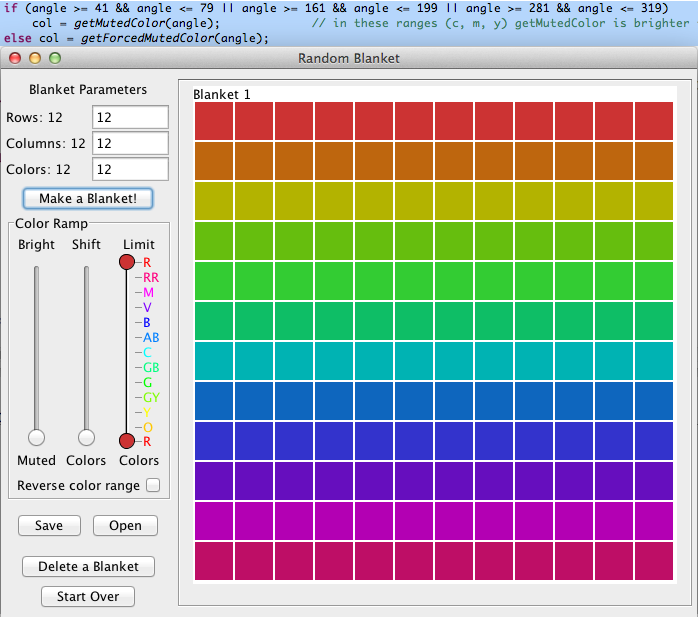 if (angle >= 41 && angle <= 79 || angle >= 161 && angle <= 199 || angle >= 281 && angle <= 319)
col = getMutedColor(angle); // in these ranges (c, m, y) getMutedColor is brighter
else col = getForcedMutedColor(angle);
Random Blanket
Blanket Parameters
Rows: 12 12
Columns: 12 12
Colors: 12 12
Make a Blanket!
Color Ramp
Bright Shift Limit
R
RR
M
V
B
AB
C
GB
G
GY
Y
O
R
Muted Colors Colors
Reverse color range
Save Open
Delete a Blanket
Start Over
Blanket 1